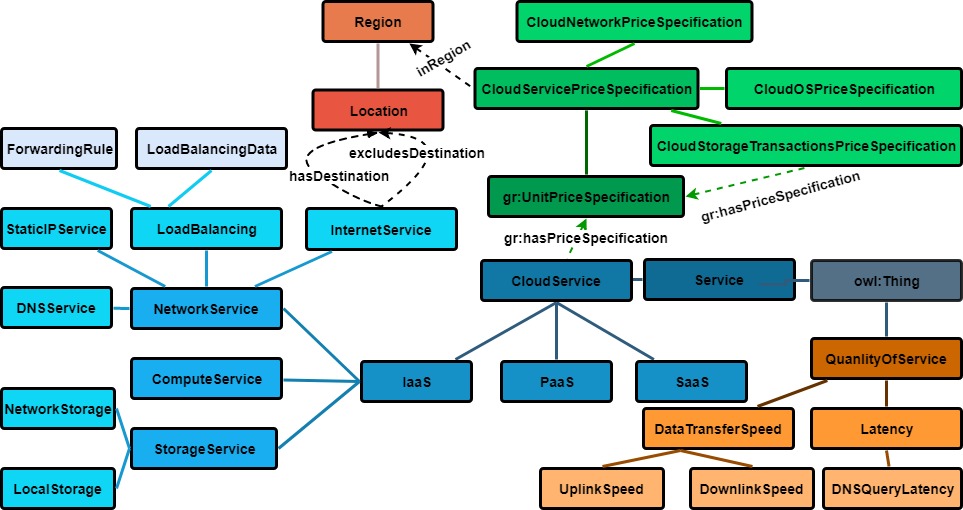 Region
CloudNetworkPriceSpecification
inRegion
CloudServicePriceSpecification
CloudOSPriceSpecification
Location
ForwardingRule
LoadBalancingData
excludesDestination
CloudStorageTransactionsPriceSpecification
hasDestination
gr:UnitPriceSpecification
gr:hasPriceSpecification
StaticIPService
LoadBalancing
InternetService
gr:hasPriceSpecification
CloudService
Service
owl:Thing
DNSService
NetworkService
QuanlityOfService
ComputeService
IaaS
PaaS
SaaS
NetworkStorage
DataTransferSpeed
Latency
StorageService
LocalStorage
UplinkSpeed
DownlinkSpeed
DNSQueryLatency